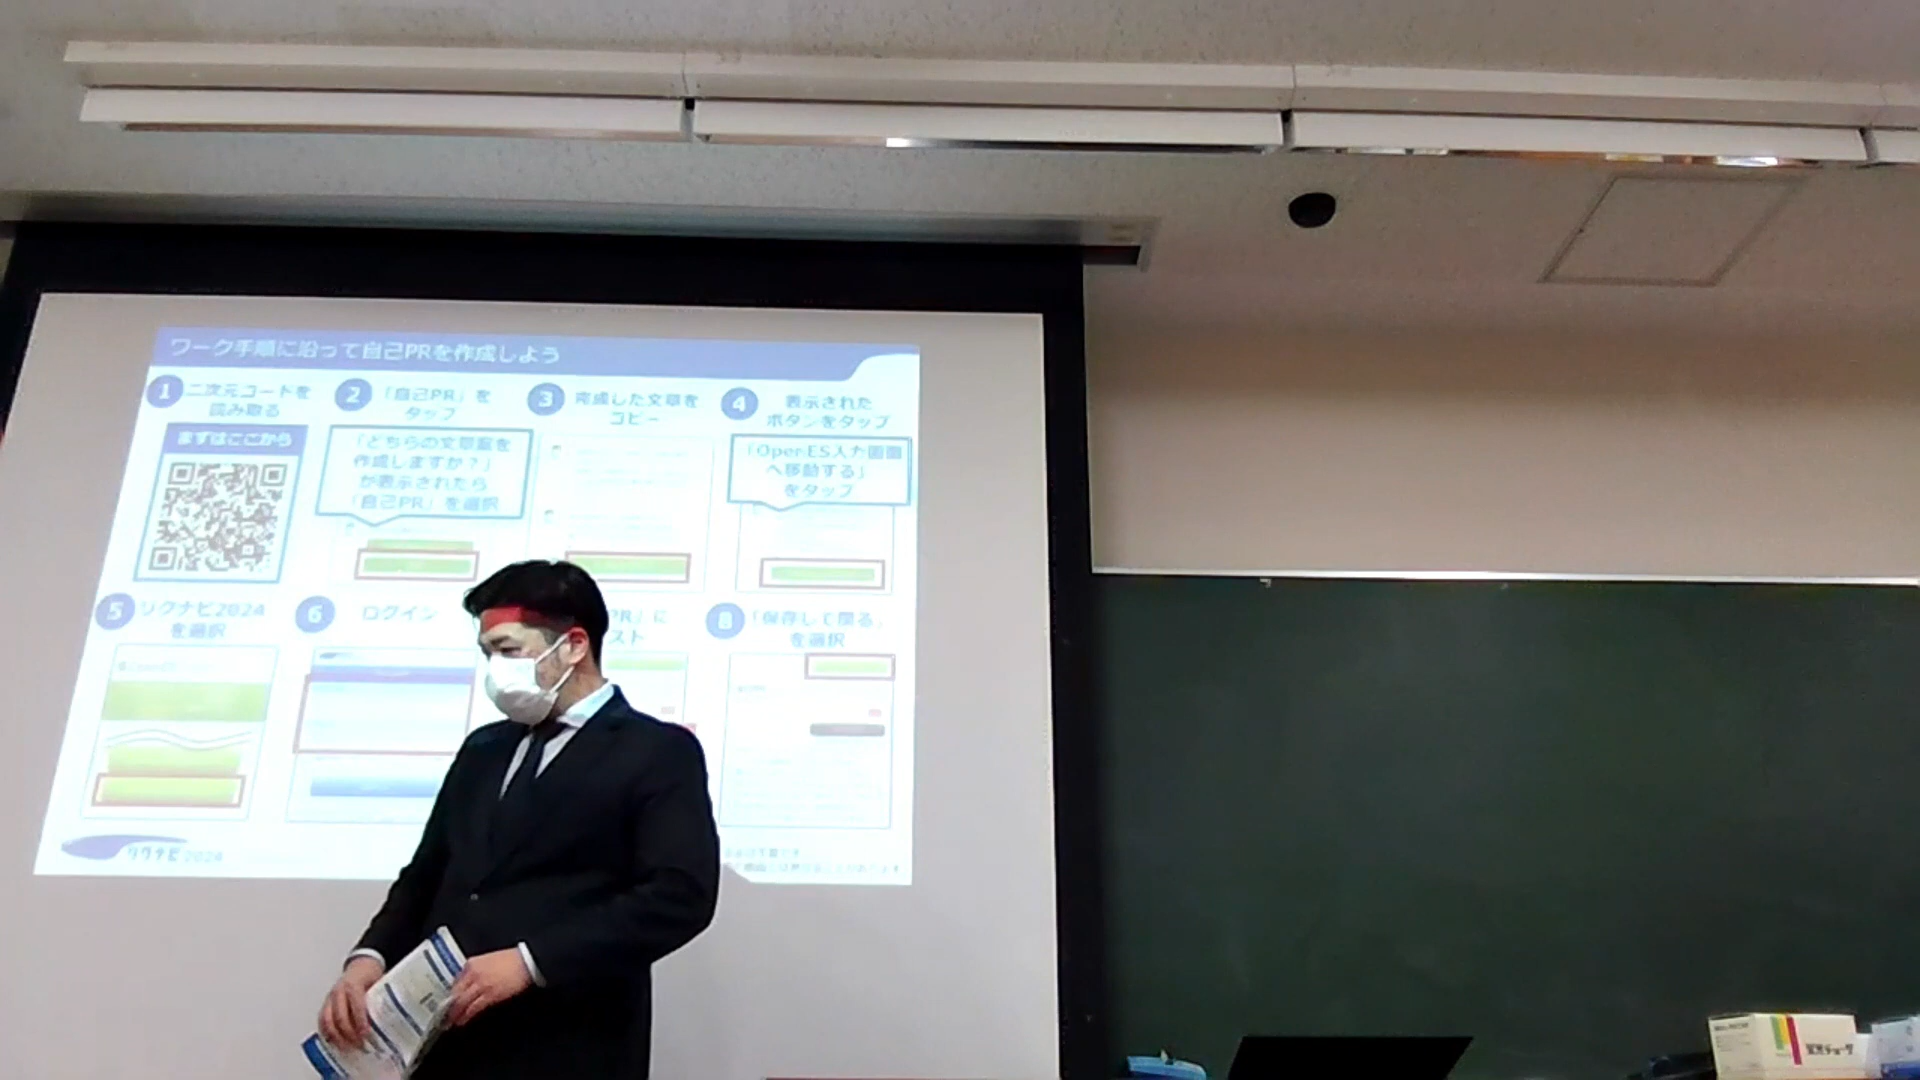 ワーク手順に沿って自己PRを作成しよう
1 二次元コードを
読み取る
まずはここから
2 「自己PR」を
タップ
「どちらの文章案を
作成しますか?」
が表示されたら
「自己PR」を選択
3 完成した文章を
コピー
4 表示された
ボタンをタップ
「OpenES入力画面
へ移動する」
をタップ
5 リクナビ2024
を選択
6 ログイン
PR」に
スト
8 「保存して閉る」
を選択
リクナビ2024